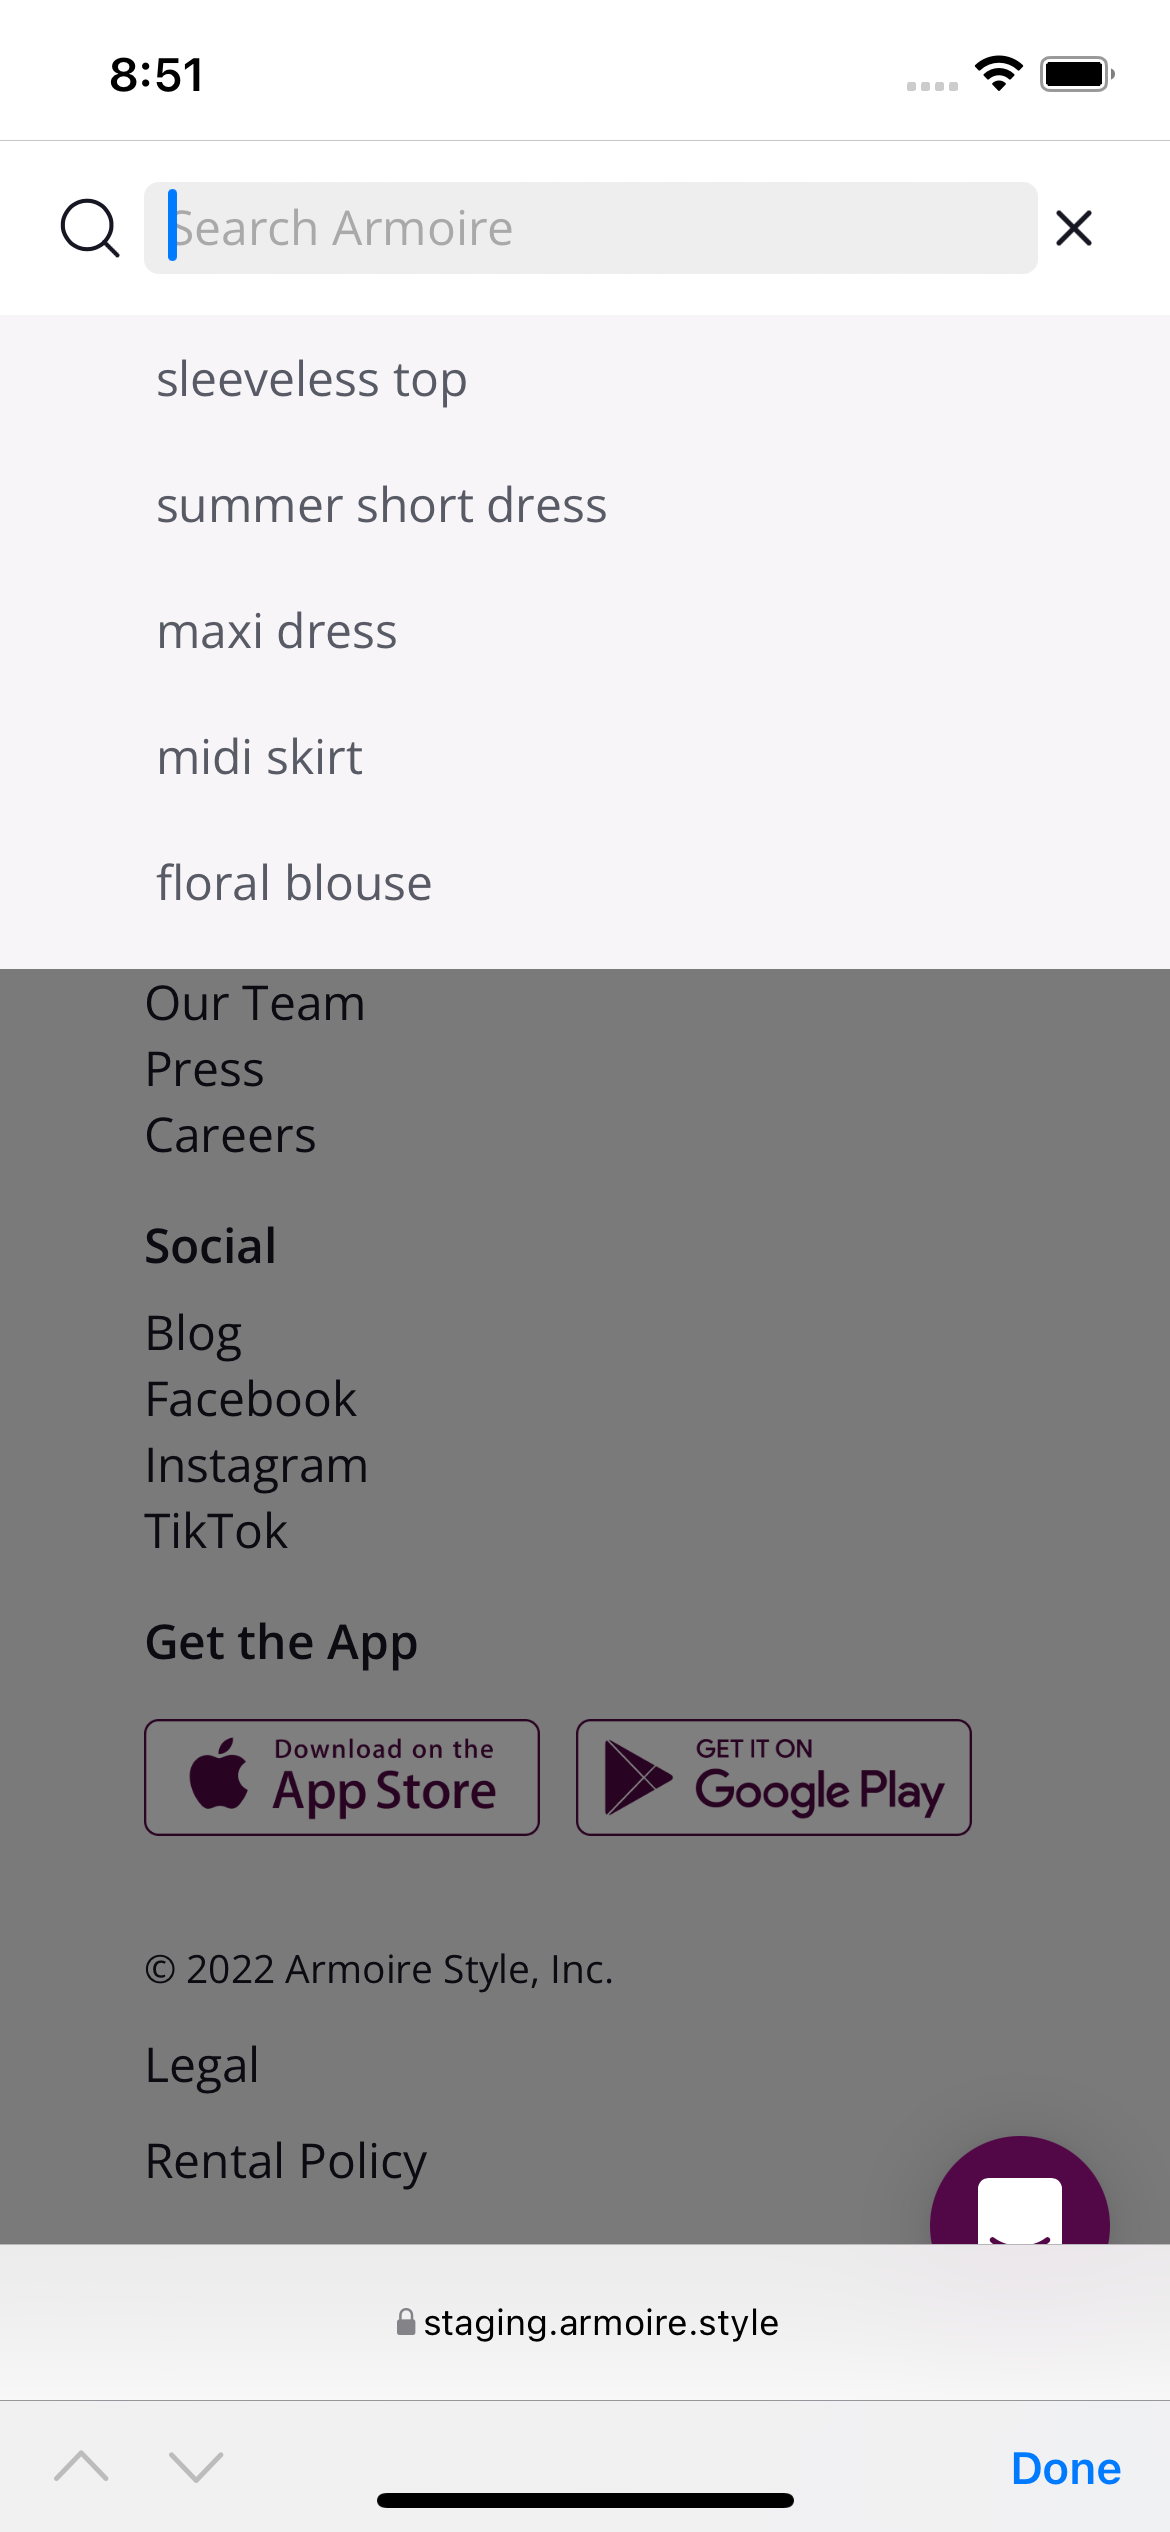 8:51
Search Armoire
sleeveless top
summer short dress
maxi dress
midi skirt
floral blouse
Our Team
Press
Careers
Social
Blog
Facebook
Instagram
TikTok
Get the App
Download on the
App Store
GET IT ON
Google Play
© 2022 Armoire Style, Inc.
Legal
Rental Policy
staging.armoire.style
Done